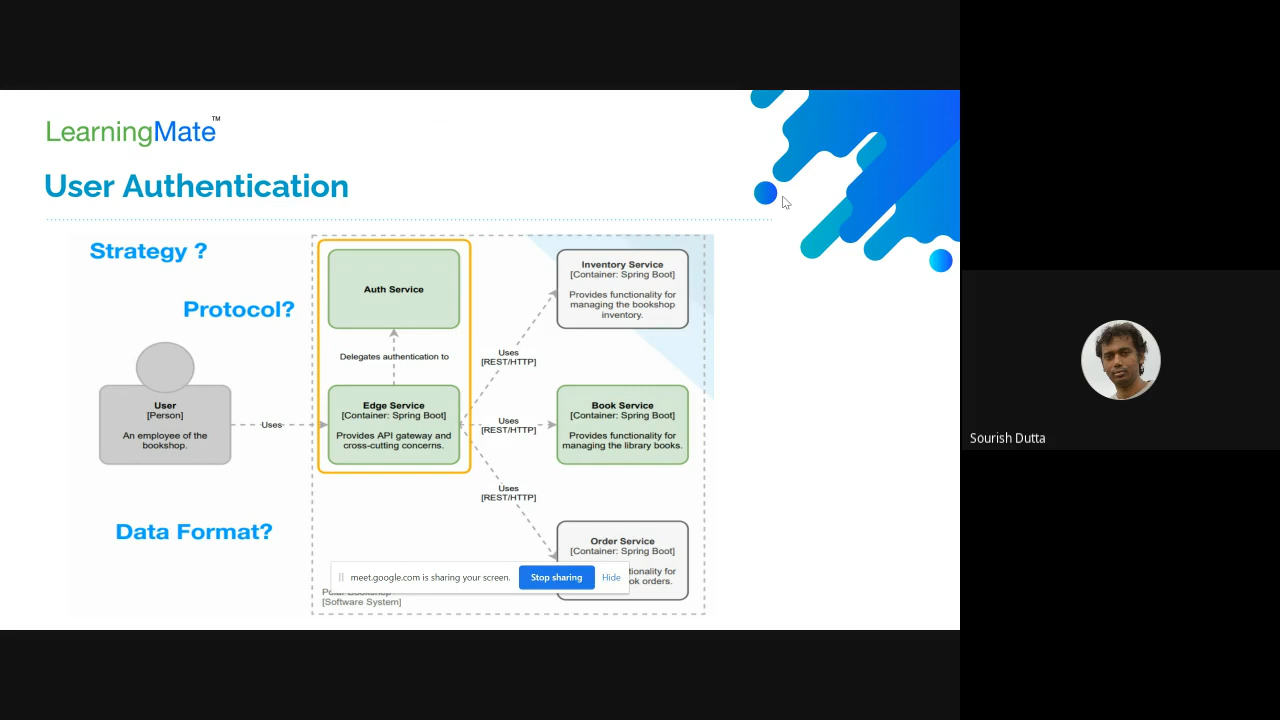 LearningMate™
User Authentication
Strategy ?
Protocol?
Data Format?
User
[Person]
An employee of the
bookshop.
Uses
Auth Service
Delegates authentication to
Edge Service
[Container: Spring Boot]
Provides API gateway and
cross-cutting concerns.
Uses
[REST/HTTP]
Uses
[REST/HTTP]
Uses
[REST/HTTP]
Inventory Service
[Container: Spring Boot]
Provides functionality for
managing the bookshop
inventory.
Book Service
[Container: Spring Boot]
Provides functionality for
managing the library books.
Order Service
[Container: Spring Boot]
for
orders.
[Software System]
meet.google.com is sharing your screen.
Stop sharing
Hide
Sourish Dutta